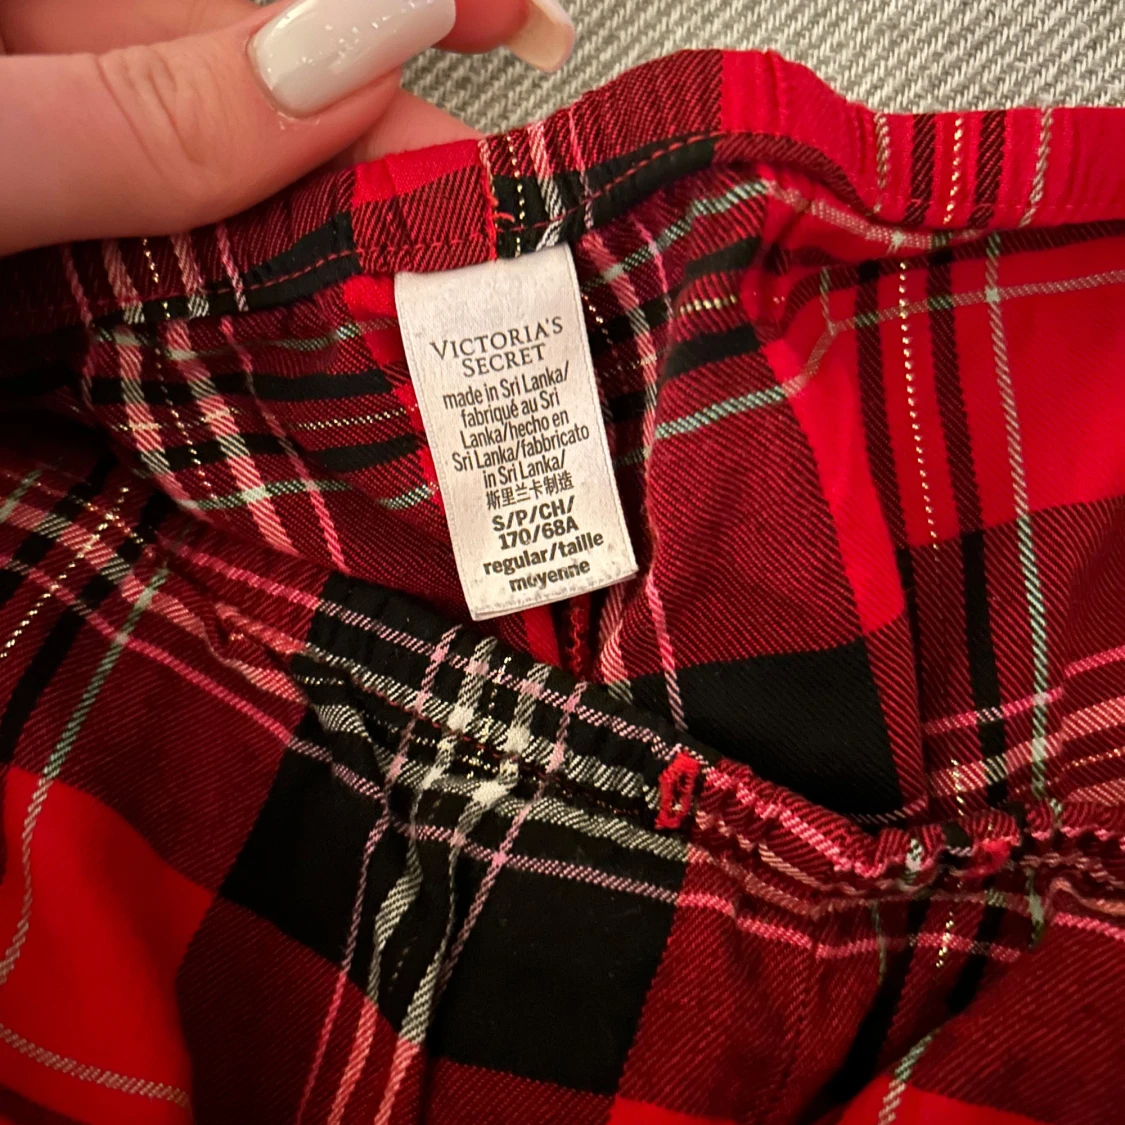 VICTORIA'S
SECRET
made in Sri Lanka/
fabriqué au Sri
Lanka/hecho en
Sri Lanka/fabbricato
in Sri Lanka/
斯里兰卡制造
S/P/CH/
170/68A
regular/taille
moyenne